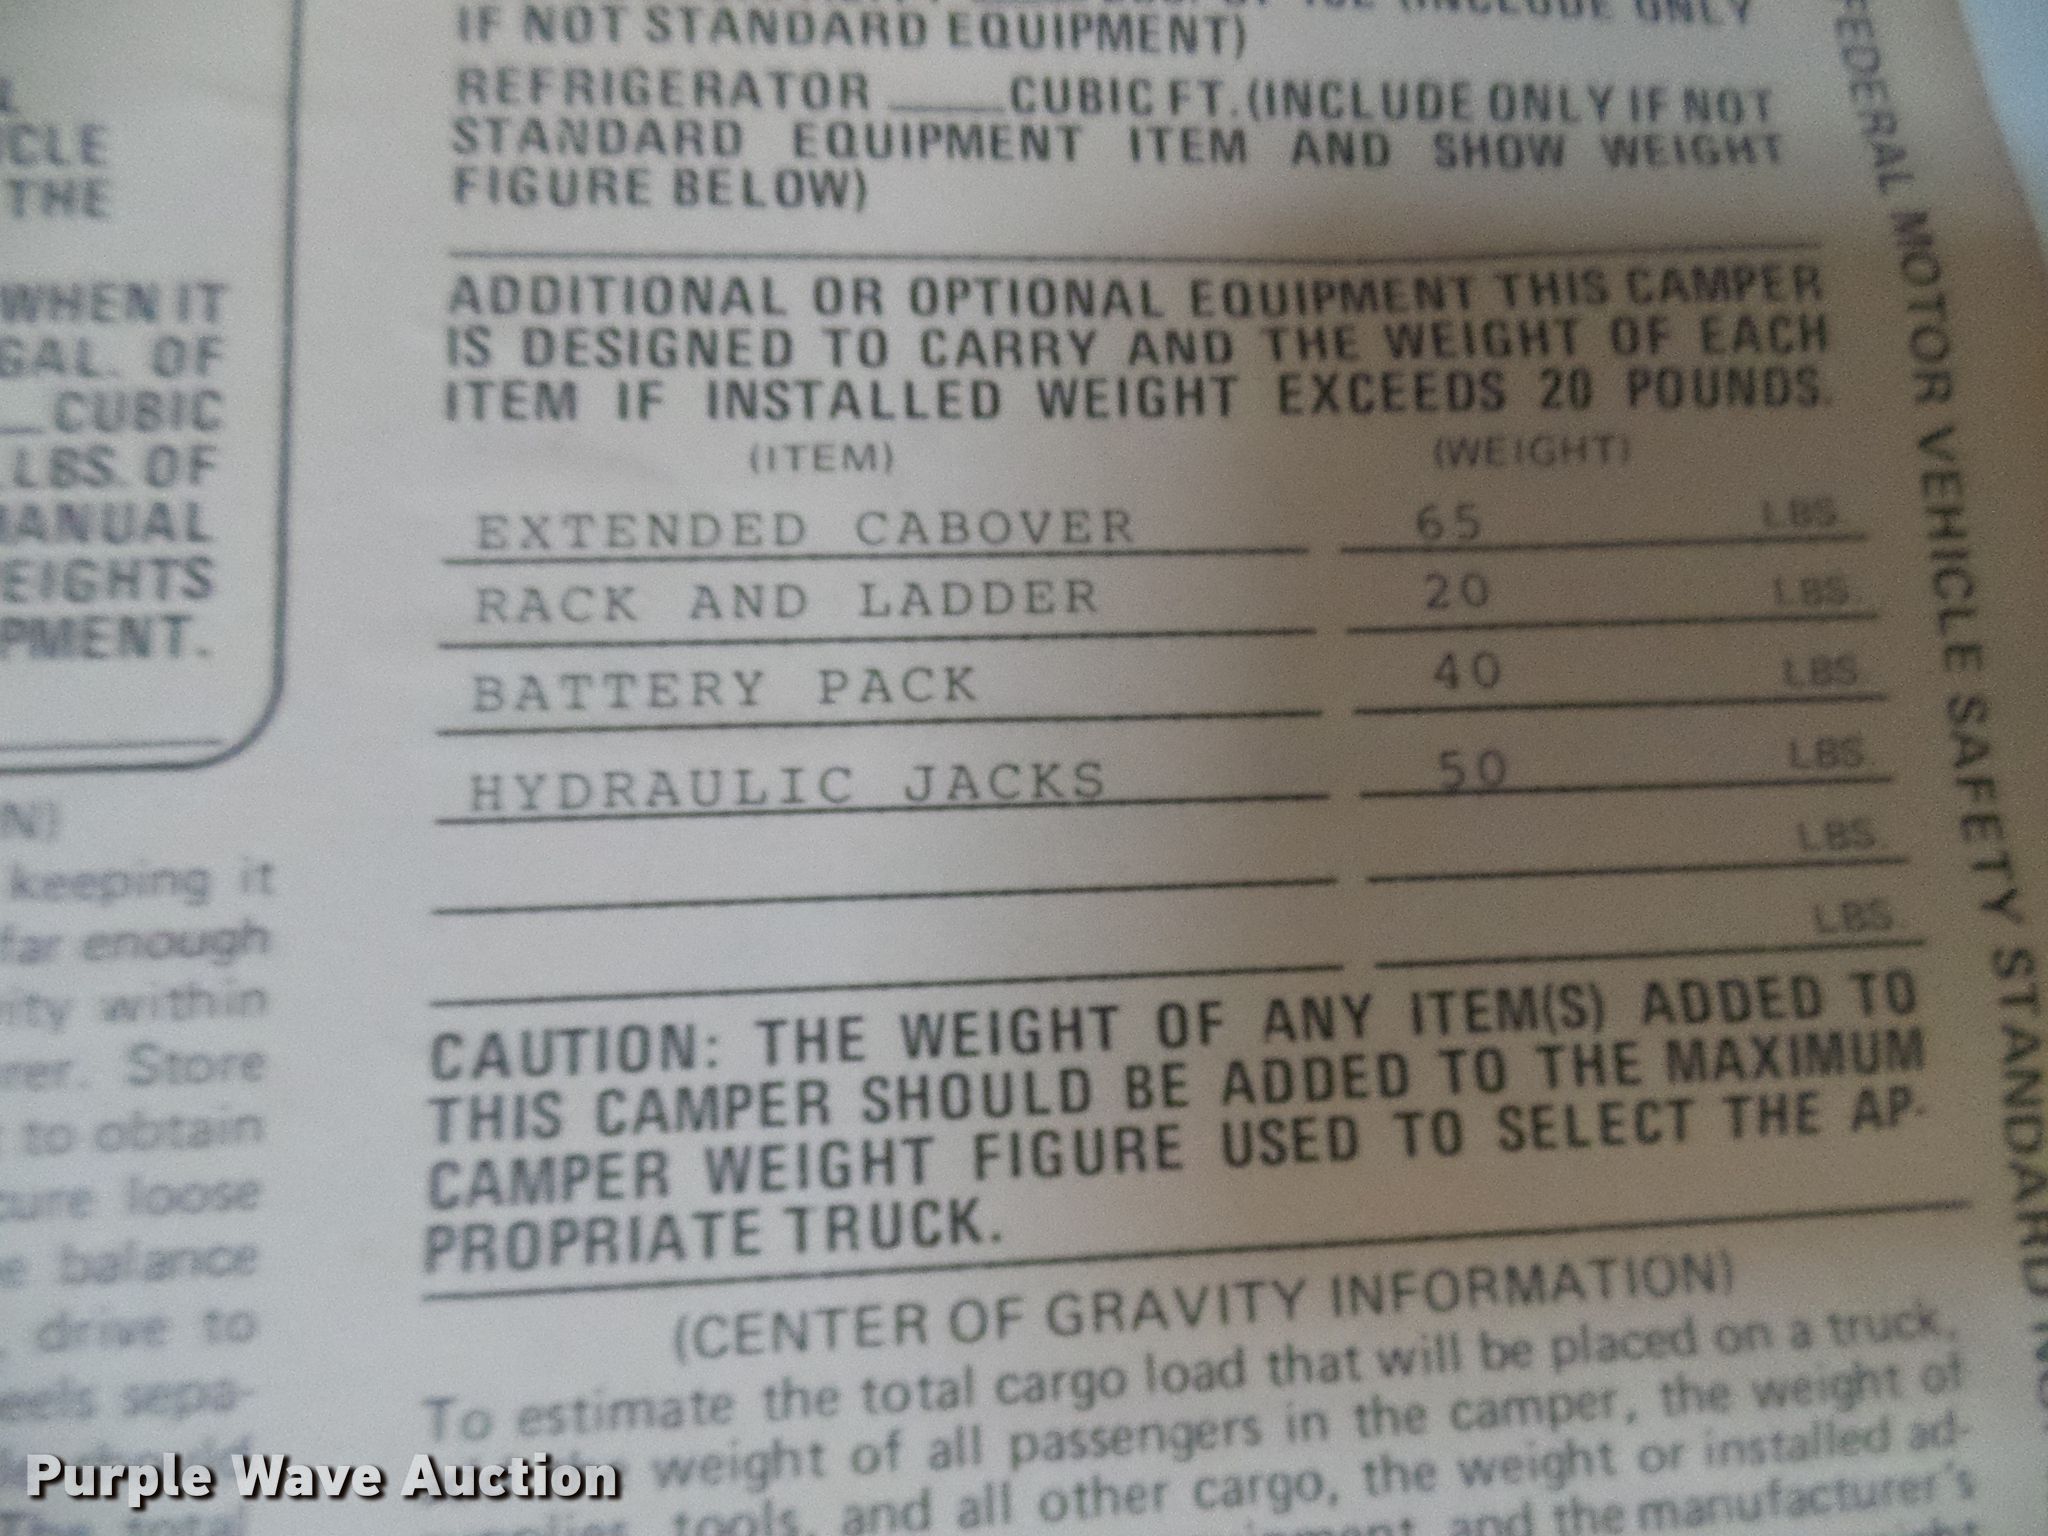 IF NOT STANDARD EQUIPMENT)
REFRIGERATOR ____CUBIC FT. (INCLUDE ONLY IF NOT
STANDARD EQUIPMENT ITEM AND SHOW WEIGHT
FIGURE BELOW)
ADDITIONAL OR OPTIONAL EQUIPMENT THIS CAMPER
IS DESIGNED TO CARRY AND THE WEIGHT OF EACH
ITEM IF INSTALLED WEIGHT EXCEEDS 20 POUNDS.
(ITEM) (WEIGHT)
EXTENDED CABOVER 65 LBS.
RACK AND LADDER 20 LBS.
BATTERY PACK 40 LBS.
HYDRAULIC JACKS 50 LBS.
LBS.
LBS.
CAUTION: THE WEIGHT OF ANY ITEM(S) ADDED TO
THIS CAMPER SHOULD BE ADDED TO THE MAXIMUM
CAMPER WEIGHT FIGURE USED TO SELECT THE AP-
PROPRIATE TRUCK.
(CENTER OF GRAVITY INFORMATION)
To estimate the total cargo load that will be placed on a truck,
weight of all passengers in the camper, the weight of
tools, and all other cargo, the weight or installed ad-
and the manufacturer's
THE
WHEN IT
GAL. OF
CUBIC
LBS. OF
MANUAL
WEIGHTS
keeping it
far enough
within
Store
to obtain
loose
balance
drive to
sepa-
total
FEDERAL MOTOR VEHICLE SAFETY STANDARD
Purple Wave Auction